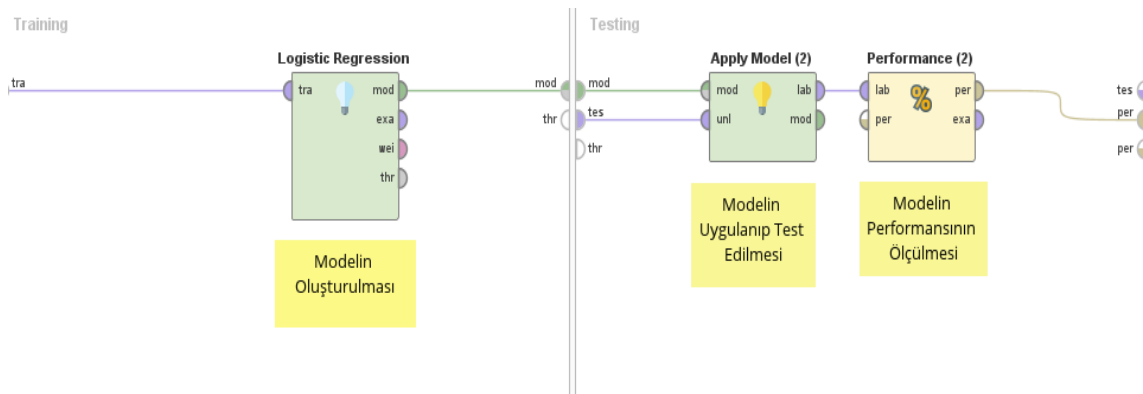 Training
Testing
Logistic Regression
Apply Model (2)
Performance (2)
tra
tra
mod
exa
wei
thr
mod
thr
mod
tes
thr
mod
unl
lab
mod
lab
per
per
exa
tes
per
per
%
Modelin
Oluşturulması
Modelin
Uygulanıp Test
Edilmesi
Modelin
Performansının
Ölçülmesi